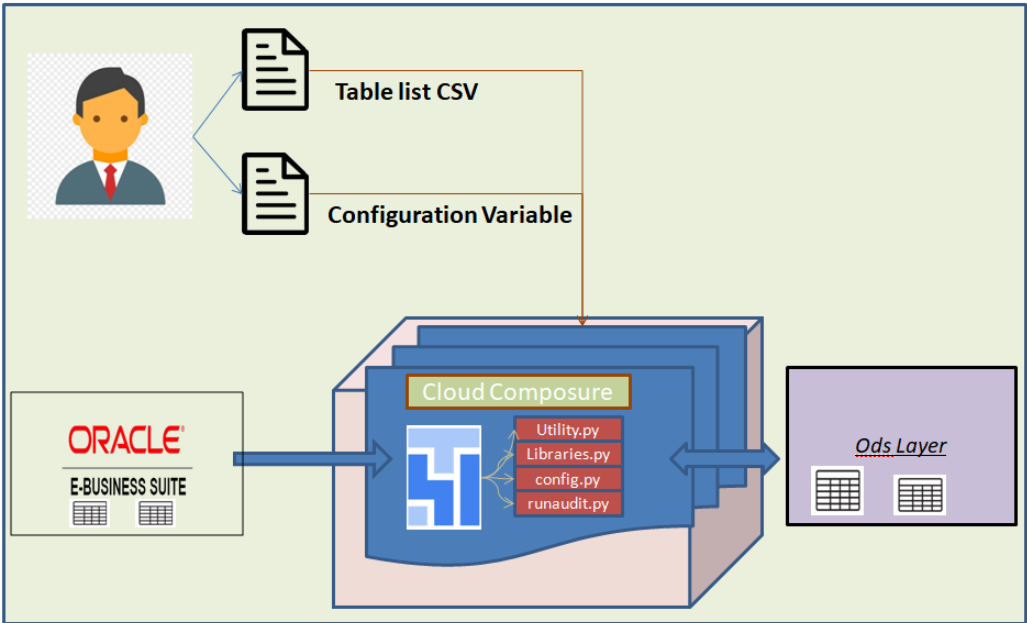 Table list CSV
Configuration Variable
Cloud Composure
Utility.py
Libraries.py
config.py
runaudit.py
ORACLE®
E-BUSINESS SUITE
Ods Layer